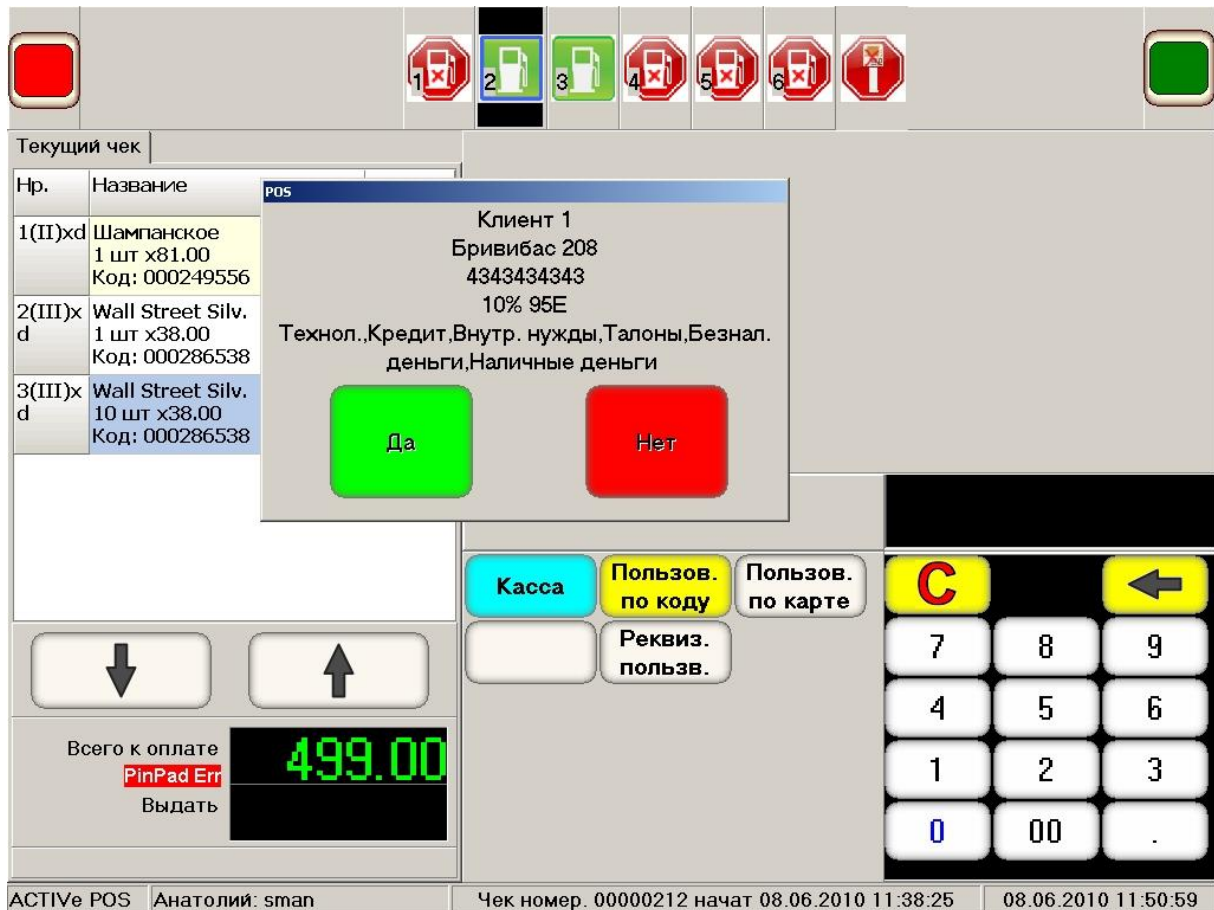 1
2
3
4
5
6
Текущий чек
Нр.
Название
1(II)xd
Шампанское
1 шт x81.00
Код: 000249556
2(III)x
d
Wall Street Silv.
1 шт x38.00
Код: 000286538
3(III)x
d
Wall Street Silv.
10 шт x38.00
Код: 000286538
POS
Клиент 1
Бривибас 208
4343434343
10% 95E
Технол.,Кредит,Внутр. нужды,Талоны,Безнал.
деньги,Наличные деньги
Да
Нет
Касса
Пользов.
по коду
Пользов.
по карте
Реквиз.
пользв.
C
7
8
9
4
5
6
1
2
3
0
00
.
Всего к оплате
499.00
PinPad Err
Выдать
ACTIVe POS
Анатолий: sman
Чек номер. 00000212 начат 08.06.2010 11:38:25
08.06.2010 11:50:59